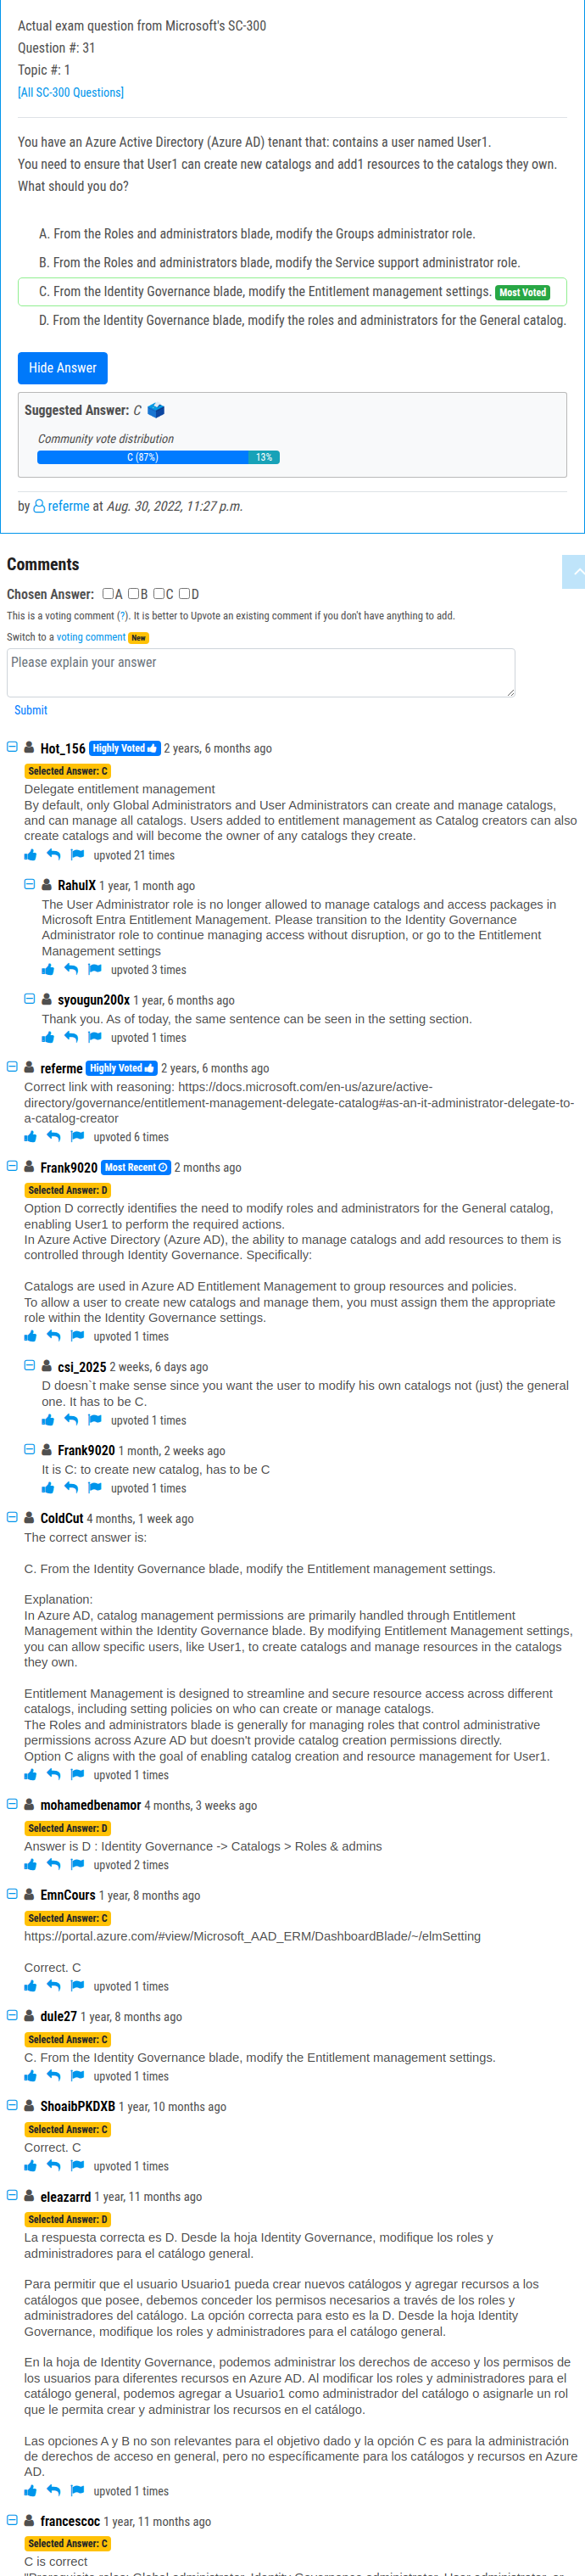 Actual exam question from Microsoft's SC-300
Question #: 31
Topic #: 1
[All SC-300 Questions]
You have an Azure Active Directory (Azure AD) tenant that: contains a user named User1.
You need to ensure that User1 can create new catalogs and add1 resources to the catalogs they own.
What should you do?
A. From the Roles and administrators blade, modify the Groups administrator role.
B. From the Roles and administrators blade, modify the Service support administrator role.
C. From the Identity Governance blade, modify the Entitlement management settings. Most Voted
D. From the Identity Governance blade, modify the roles and administrators for the General catalog.
Hide Answer
Suggested Answer: C
Community vote distribution
C (87%) 13%
by referme at Aug. 30, 2022, 11:27 p.m.
Comments
Chosen Answer: A B C D
This is a voting comment (?). It is better to Upvote an existing comment if you don't have anything to add.
Switch to a voting comment New
Please explain your answer
Submit
Hot_156 Highly Voted 2 years, 6 months ago
Selected Answer: C
Delegate entitlement management
By default, only Global Administrators and User Administrators can create and manage catalogs,
and can manage all catalogs. Users added to entitlement management as Catalog creators can also
create catalogs and will become the owner of any catalogs they create.
upvoted 21 times
RahulX 1 year, 1 month ago
The User Administrator role is no longer allowed to manage catalogs and access packages in
Microsoft Entra Entitlement Management. Please transition to the Identity Governance
Administrator role to continue managing access without disruption, or go to the Entitlement
Management settings
upvoted 3 times
syougun200x 1 year, 6 months ago
Thank you. As of today, the same sentence can be seen in the setting section.
upvoted 1 times
referme Highly Voted 2 years, 6 months ago
Correct link with reasoning: https://docs.microsoft.com/en-us/azure/active-
directory/governance/entitlement-management-delegate-catalog#as-an-it-administrator-delegate-to-
a-catalog-creator
upvoted 6 times
Frank9020 Most Recent 2 months ago
Selected Answer: D
Option D correctly identifies the need to modify roles and administrators for the General catalog,
enabling User1 to perform the required actions.
In Azure Active Directory (Azure AD), the ability to manage catalogs and add resources to them is
controlled through Identity Governance. Specifically:
Catalogs are used in Azure AD Entitlement Management to group resources and policies.
To allow a user to create new catalogs and manage them, you must assign them the appropriate
role within the Identity Governance settings.
upvoted 1 times
csi_2025 2 weeks, 6 days ago
D doesn`t make sense since you want the user to modify his own catalogs not (just) the general
one. It has to be C.
upvoted 1 times
Frank9020 1 month, 2 weeks ago
It is C: to create new catalog, has to be C
upvoted 1 times
ColdCut 4 months, 1 week ago
The correct answer is:
C. From the Identity Governance blade, modify the Entitlement management settings.
Explanation:
In Azure AD, catalog management permissions are primarily handled through Entitlement
Management within the Identity Governance blade. By modifying Entitlement Management settings,
you can allow specific users, like User1, to create catalogs and manage resources in the catalogs
they own.
Entitlement Management is designed to streamline and secure resource access across different
catalogs, including setting policies on who can create or manage catalogs.
The Roles and administrators blade is generally for managing roles that control administrative
permissions across Azure AD but doesn't provide catalog creation permissions directly.
Option C aligns with the goal of enabling catalog creation and resource management for User1.
upvoted 1 times
mohamedbenamor 4 months, 3 weeks ago
Selected Answer: D
Answer is D : Identity Governance -> Catalogs > Roles & admins
upvoted 2 times
EmnCours 1 year, 8 months ago
Selected Answer: C
https://portal.azure.com/#view/Microsoft_AAD_ERM/DashboardBlade/~/elmSetting
Correct. C
upvoted 1 times
dule27 1 year, 8 months ago
Selected Answer: C
C. From the Identity Governance blade, modify the Entitlement management settings.
upvoted 1 times
ShoaibPKDXB 1 year, 10 months ago
Selected Answer: C
Correct. C
upvoted 1 times
eleazarrd 1 year, 11 months ago
Selected Answer: D
La respuesta correcta es D. Desde la hoja Identity Governance, modifique los roles y
administradores para el catálogo general.
Para permitir que el usuario Usuario1 pueda crear nuevos catálogos y agregar recursos a los
catálogos que posee, debemos conceder los permisos necesarios a través de los roles y
administradores del catálogo. La opción correcta para esto es la D. Desde la hoja Identity
Governance, modifique los roles y administradores para el catálogo general.
En la hoja de Identity Governance, podemos administrar los derechos de acceso y los permisos de
los usuarios para diferentes recursos en Azure AD. Al modificar los roles y administradores para el
catálogo general, podemos agregar a Usuario1 como administrador del catálogo o asignarle un rol
que le permita crear y administrar los recursos en el catálogo.
Las opciones A y B no son relevantes para el objetivo dado y la opción C es para la administración
de derechos de acceso en general, pero no específicamente para los catálogos y recursos en Azure
AD.
upvoted 1 times
francescoc 1 year, 11 months ago
Selected Answer: C
C is correct